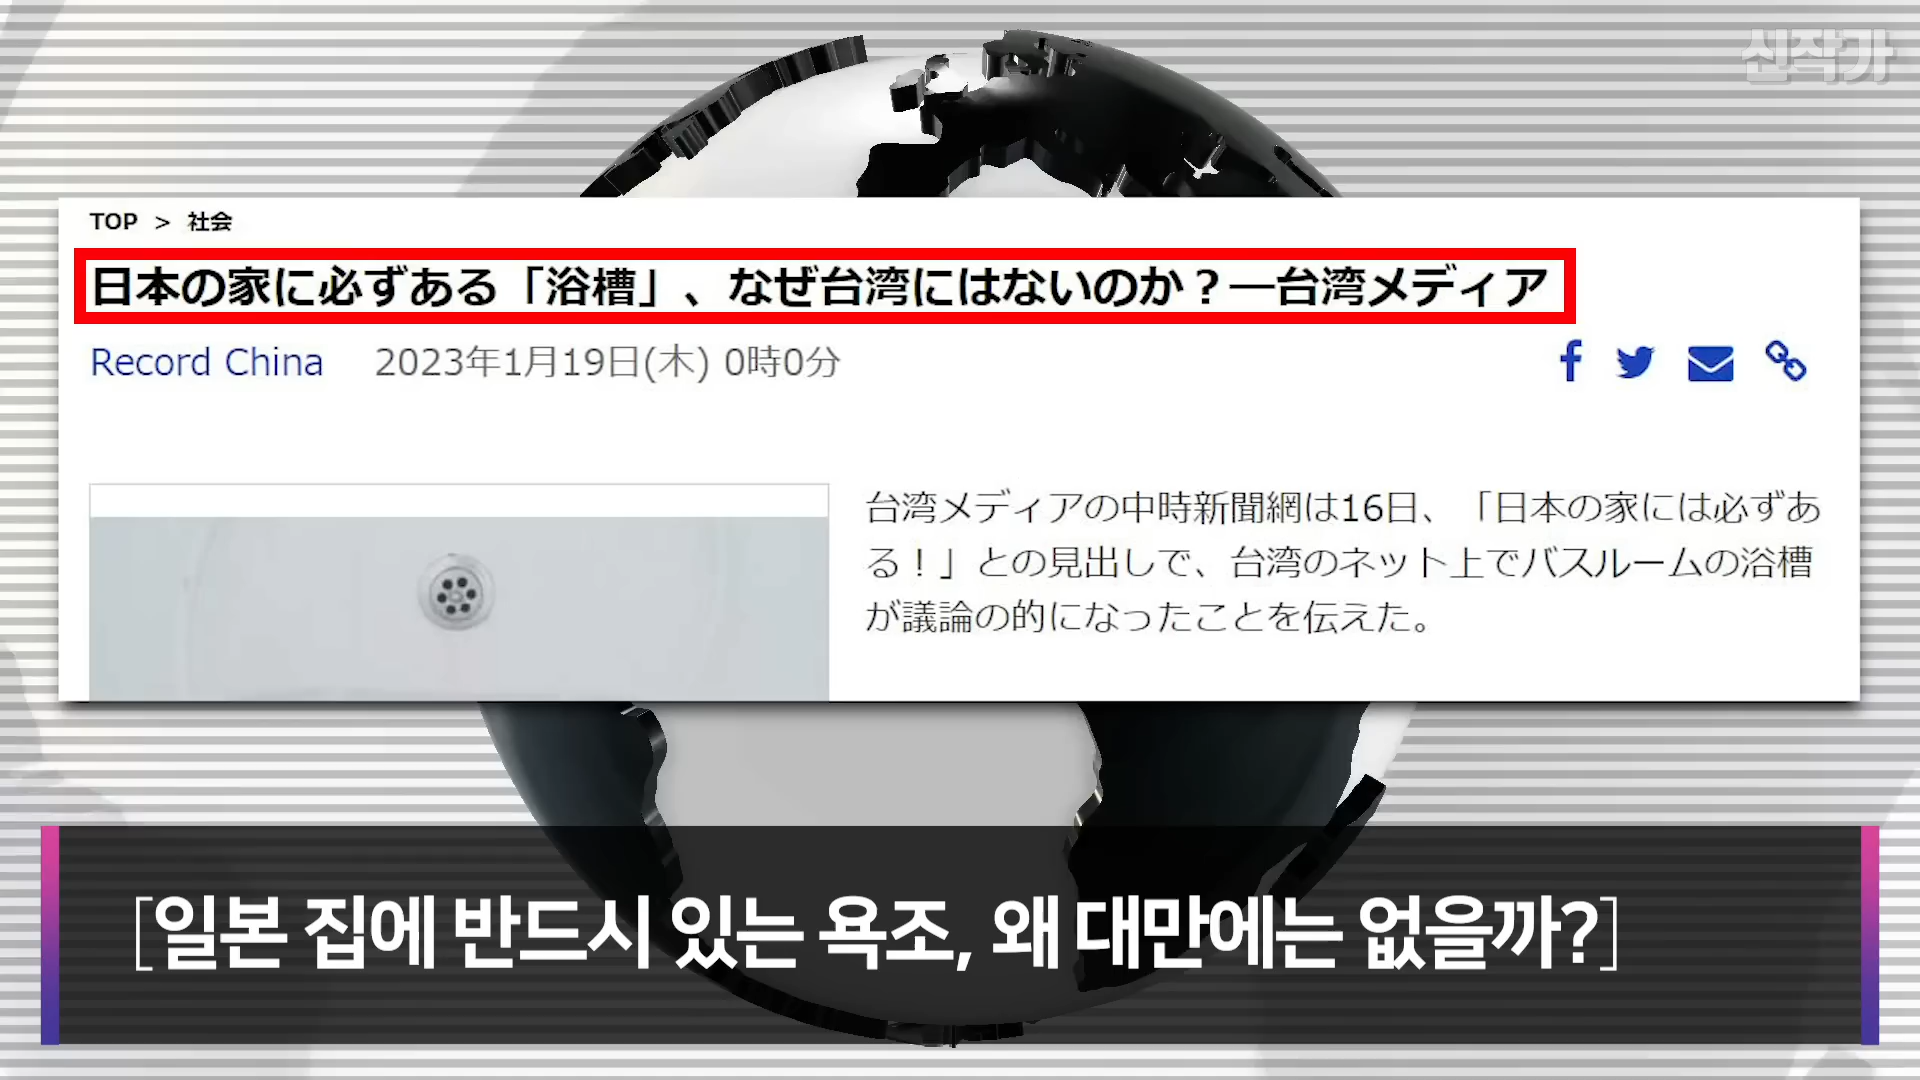 신작가
TOP > 社会
日本の家に必ずある「浴槽」、なぜ台湾にはないのか？―台湾メディア
Record China 2023年1月19日(木) 0時0分
台湾メディアの中時新聞網は16日、「日本の家には必ずあ
る！」との見出しで、台湾のネット上でバスルームの浴槽
が議論の的になったことを伝えた。
[일본 집에 반드시 있는 욕조, 왜 대만에는 없을까?]